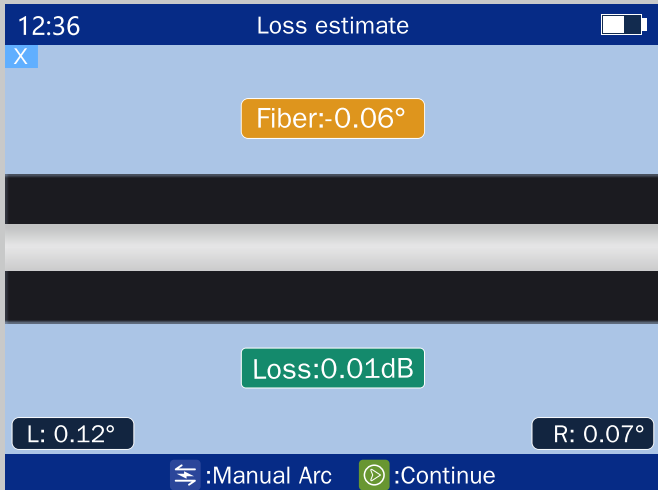 12:36 Loss estimate
X
Fiber:-0.06°
Loss:0.01dB
L: 0.12° R: 0.07°
:Manual Arc :Continue